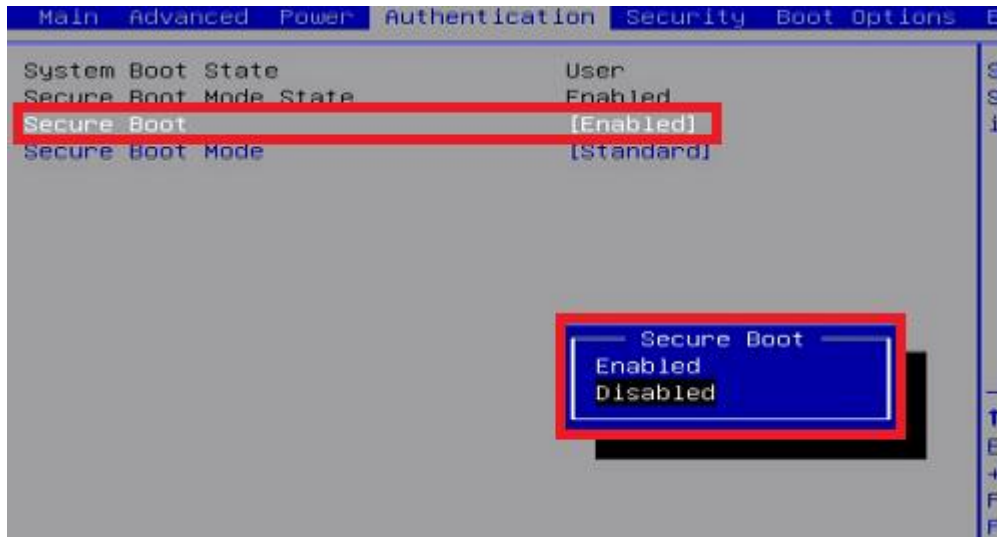 Main Advanced Power Authentication Security Boot Options
System Boot State User
Secure Boot Mode State Enabled
Secure Boot [Enabled]
Secure Boot Mode [Standard]
Secure Boot
Enabled
Disabled